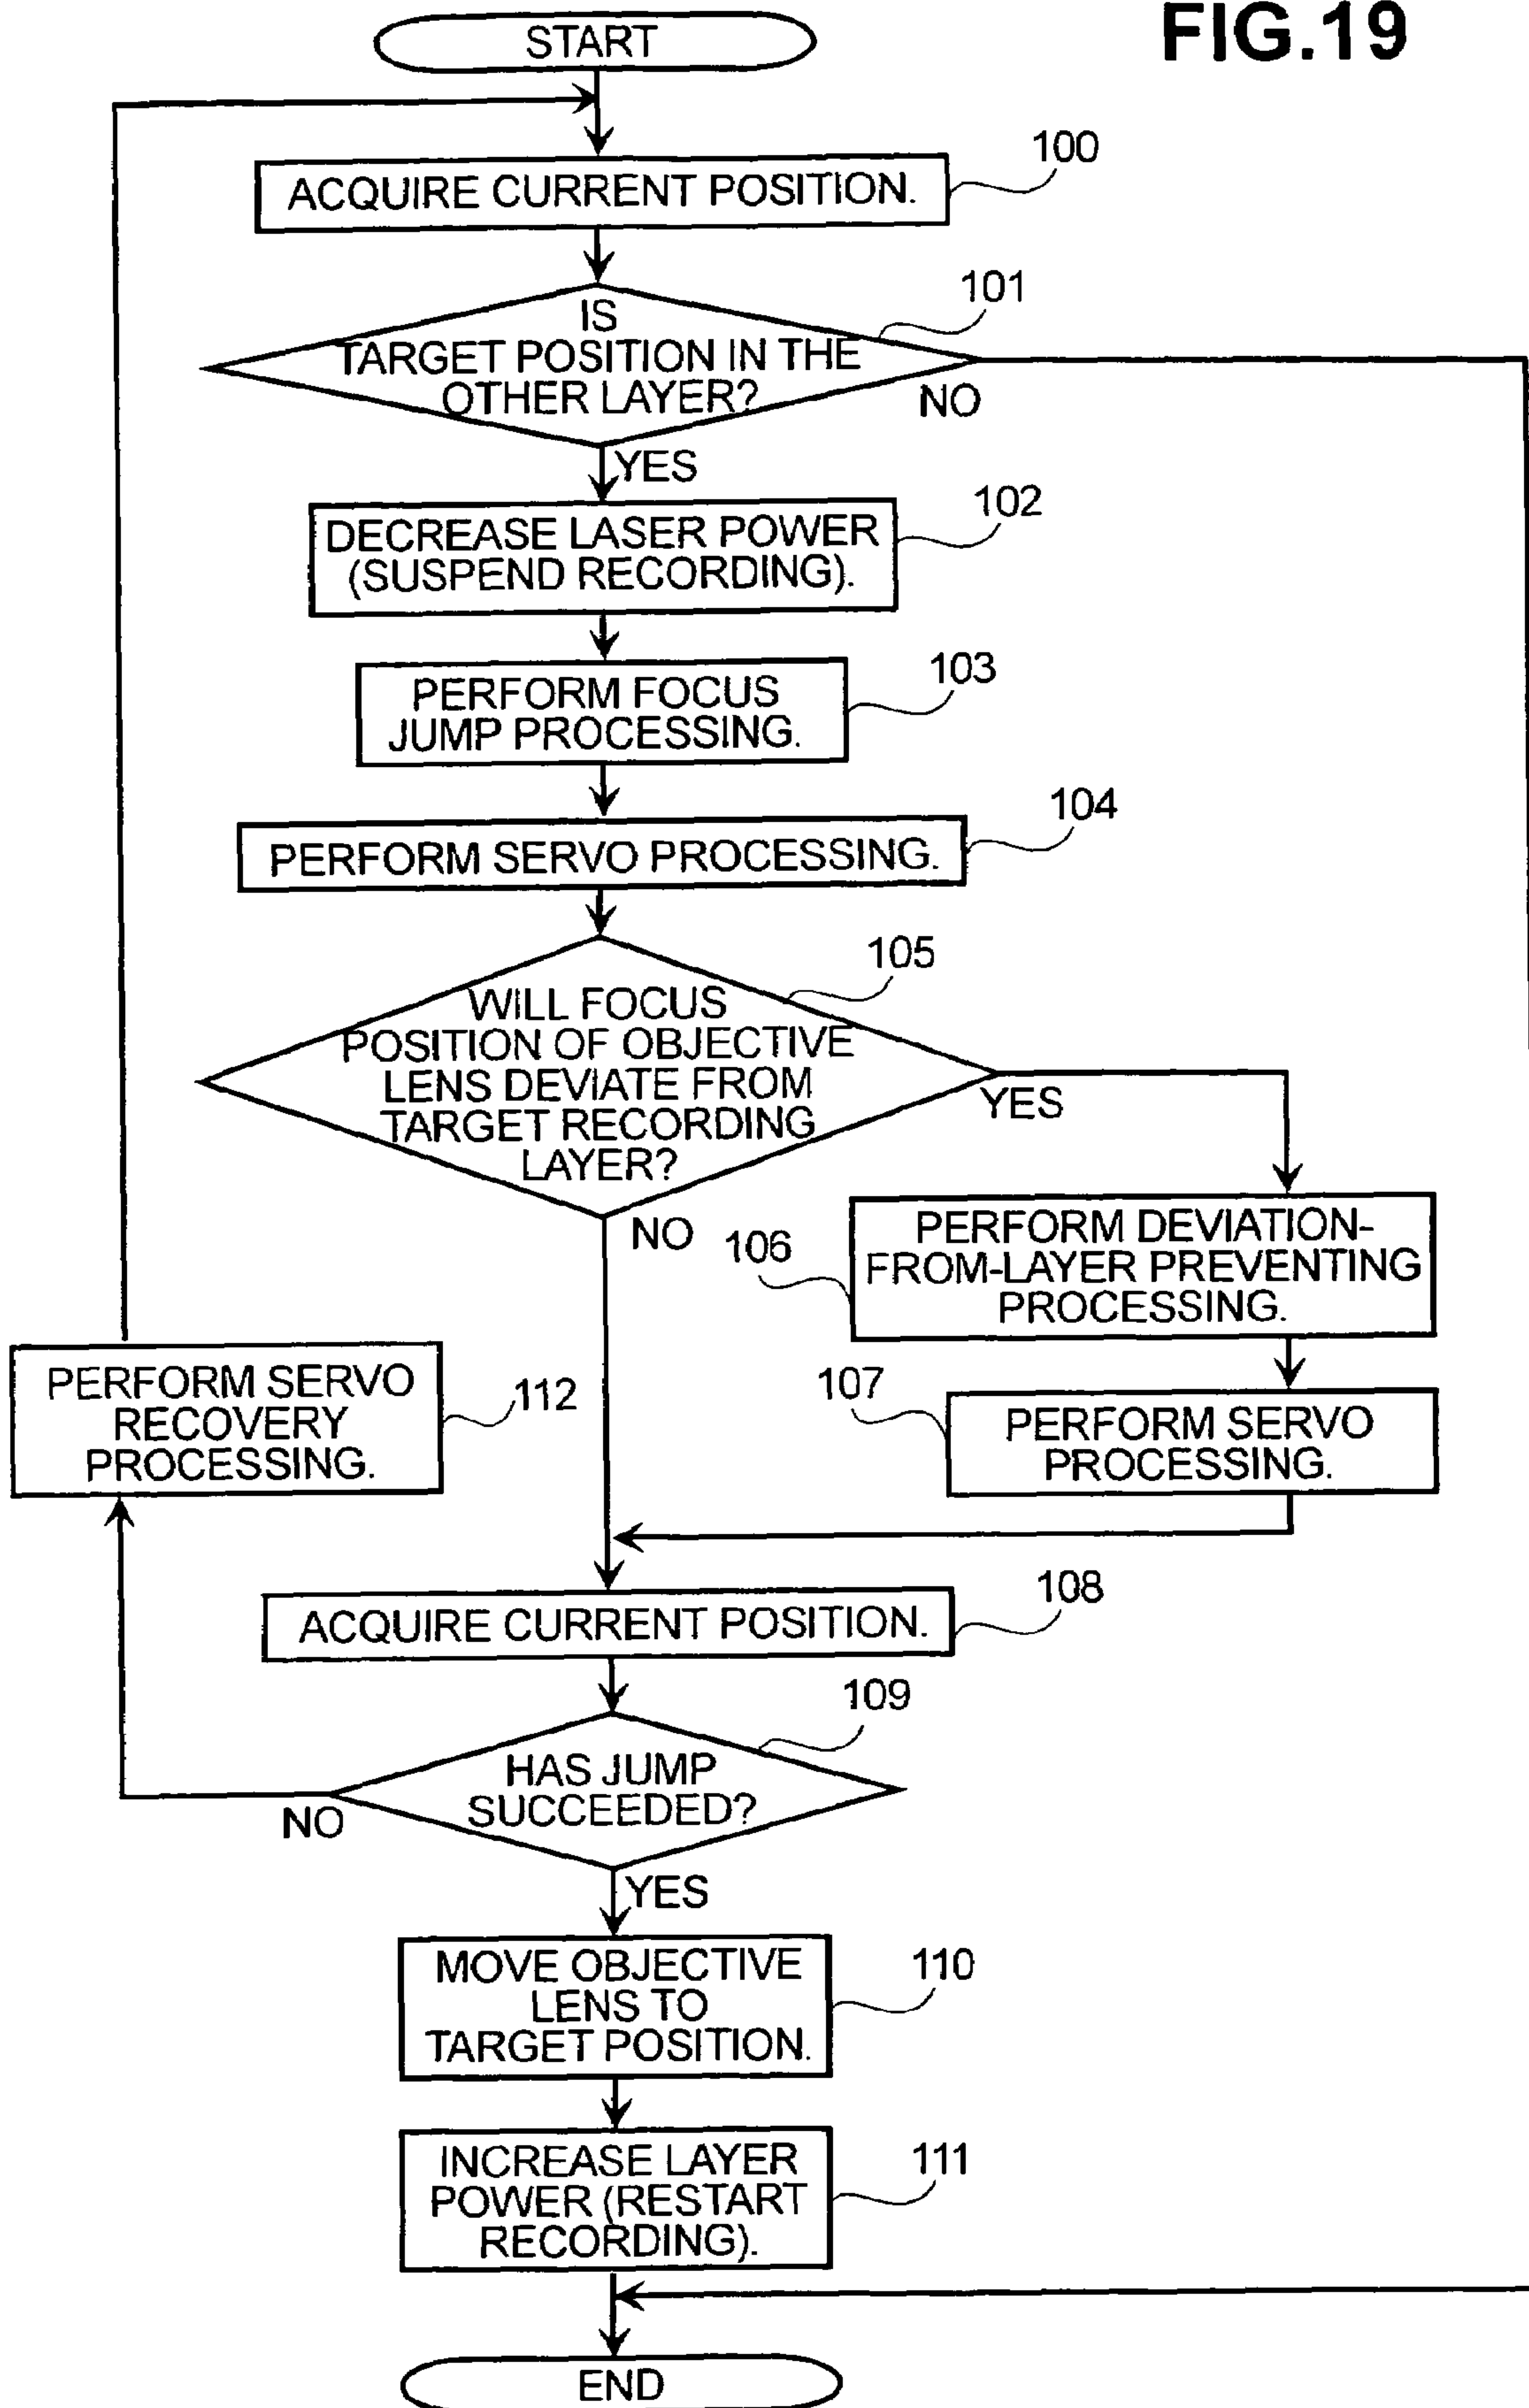 FIG.19
START
ACQUIRE CURRENT POSITION.
100
IS
TARGET POSITION IN THE
OTHER LAYER?
101
NO
YES
DECREASE LASER POWER
(SUSPEND RECORDING).
102
PERFORM FOCUS
JUMP PROCESSING.
103
PERFORM SERVO PROCESSING.
104
WILL FOCUS
POSITION OF OBJECTIVE
LENS DEVIATE FROM
TARGET RECORDING
LAYER?
105
YES
NO
PERFORM DEVIATION-
FROM-LAYER PREVENTING
PROCESSING.
106
PERFORM SERVO
PROCESSING.
107
PERFORM SERVO
RECOVERY
PROCESSING.
112
ACQUIRE CURRENT POSITION.
108
HAS JUMP
SUCCEEDED?
109
NO
YES
MOVE OBJECTIVE
LENS TO
TARGET POSITION.
110
INCREASE LAYER
POWER (RESTART
RECORDING).
111
END